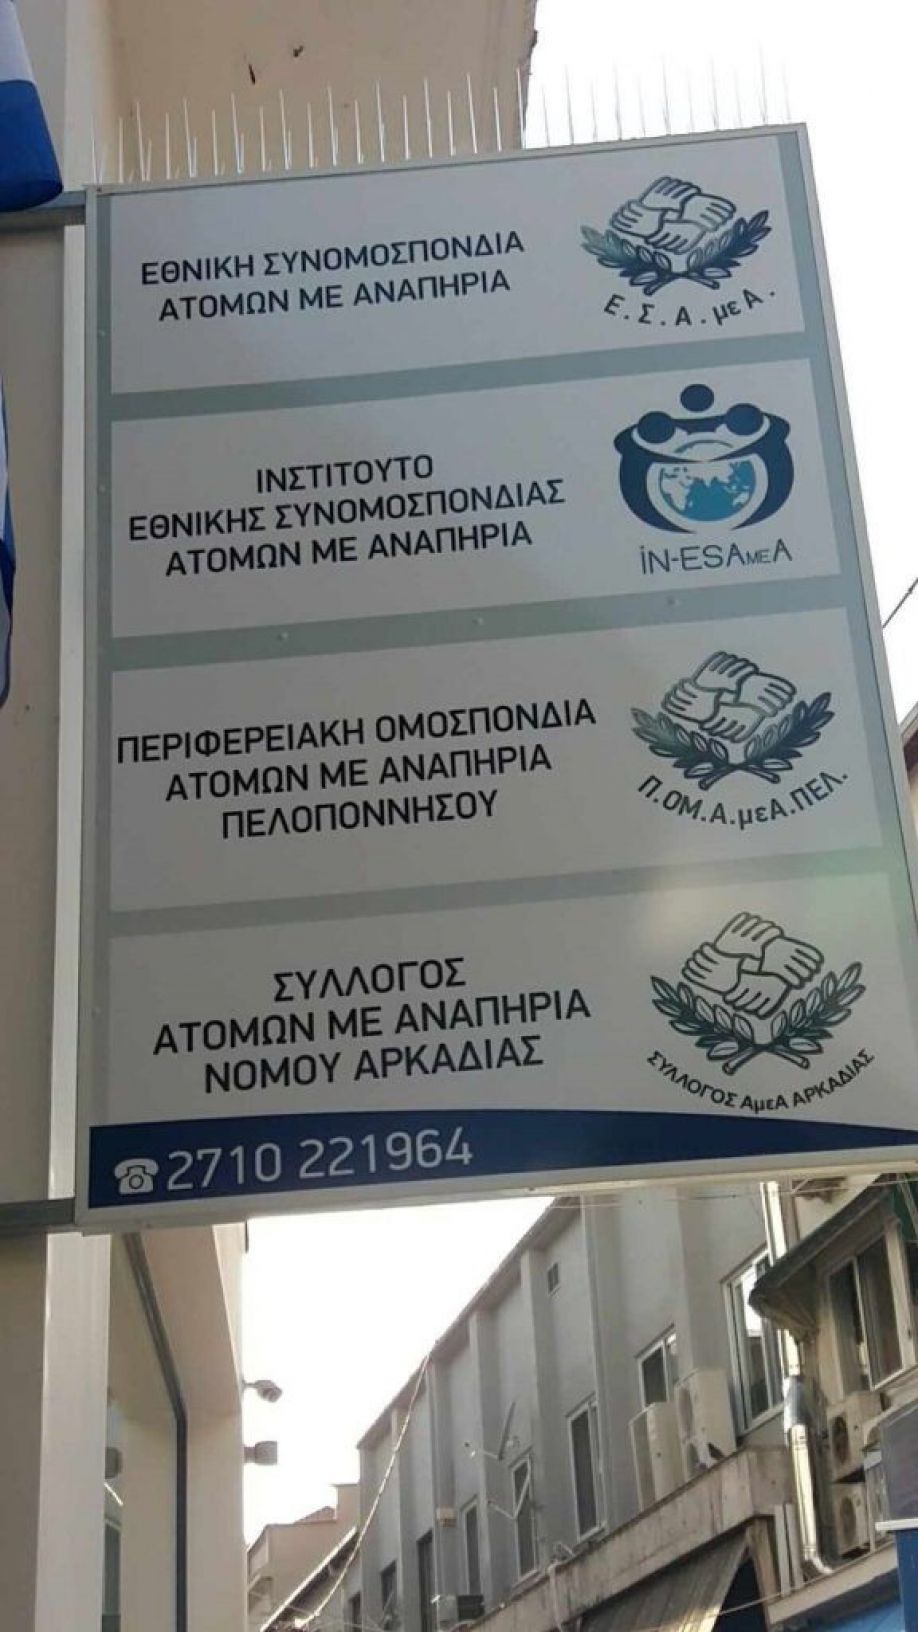 ΕΘΝΙΚΗ ΣΥΝΟΜΟΣΠΟΝΔΙΑ
ΑΤΟΜΩΝ ΜΕ ΑΝΑΠΗΡΙΑ
Ε.Σ.Α.μεΑ.
ΙΝΣΤΙΤΟΥΤΟ
ΕΘΝΙΚΗΣ ΣΥΝΟΜΟΣΠΟΝΔΙΑΣ
ΑΤΟΜΩΝ ΜΕ ΑΝΑΠΗΡΙΑ
iN-ESAMEA
ΠΕΡΙΦΕΡΕΙΑΚΗ ΟΜΟΣΠΟΝΔΙΑ
ΑΤΟΜΩΝ ΜΕ ΑΝΑΠΗΡΙΑ
ΠΕΛΟΠΟΝΝΗΣΟΥ
Π.ΟΜ.Α.μεΑ.ΠΕΛ.
ΣΥΛΛΟΓΟΣ
ΑΤΟΜΩΝ ΜΕ ΑΝΑΠΗΡΙΑ
ΝΟΜΟΥ ΑΡΚΑΔΙΑΣ
ΣΥΛΛΟΓΟΣ ΑμεΑ ΑΡΚΑΔΙΑΣ
2710 221964